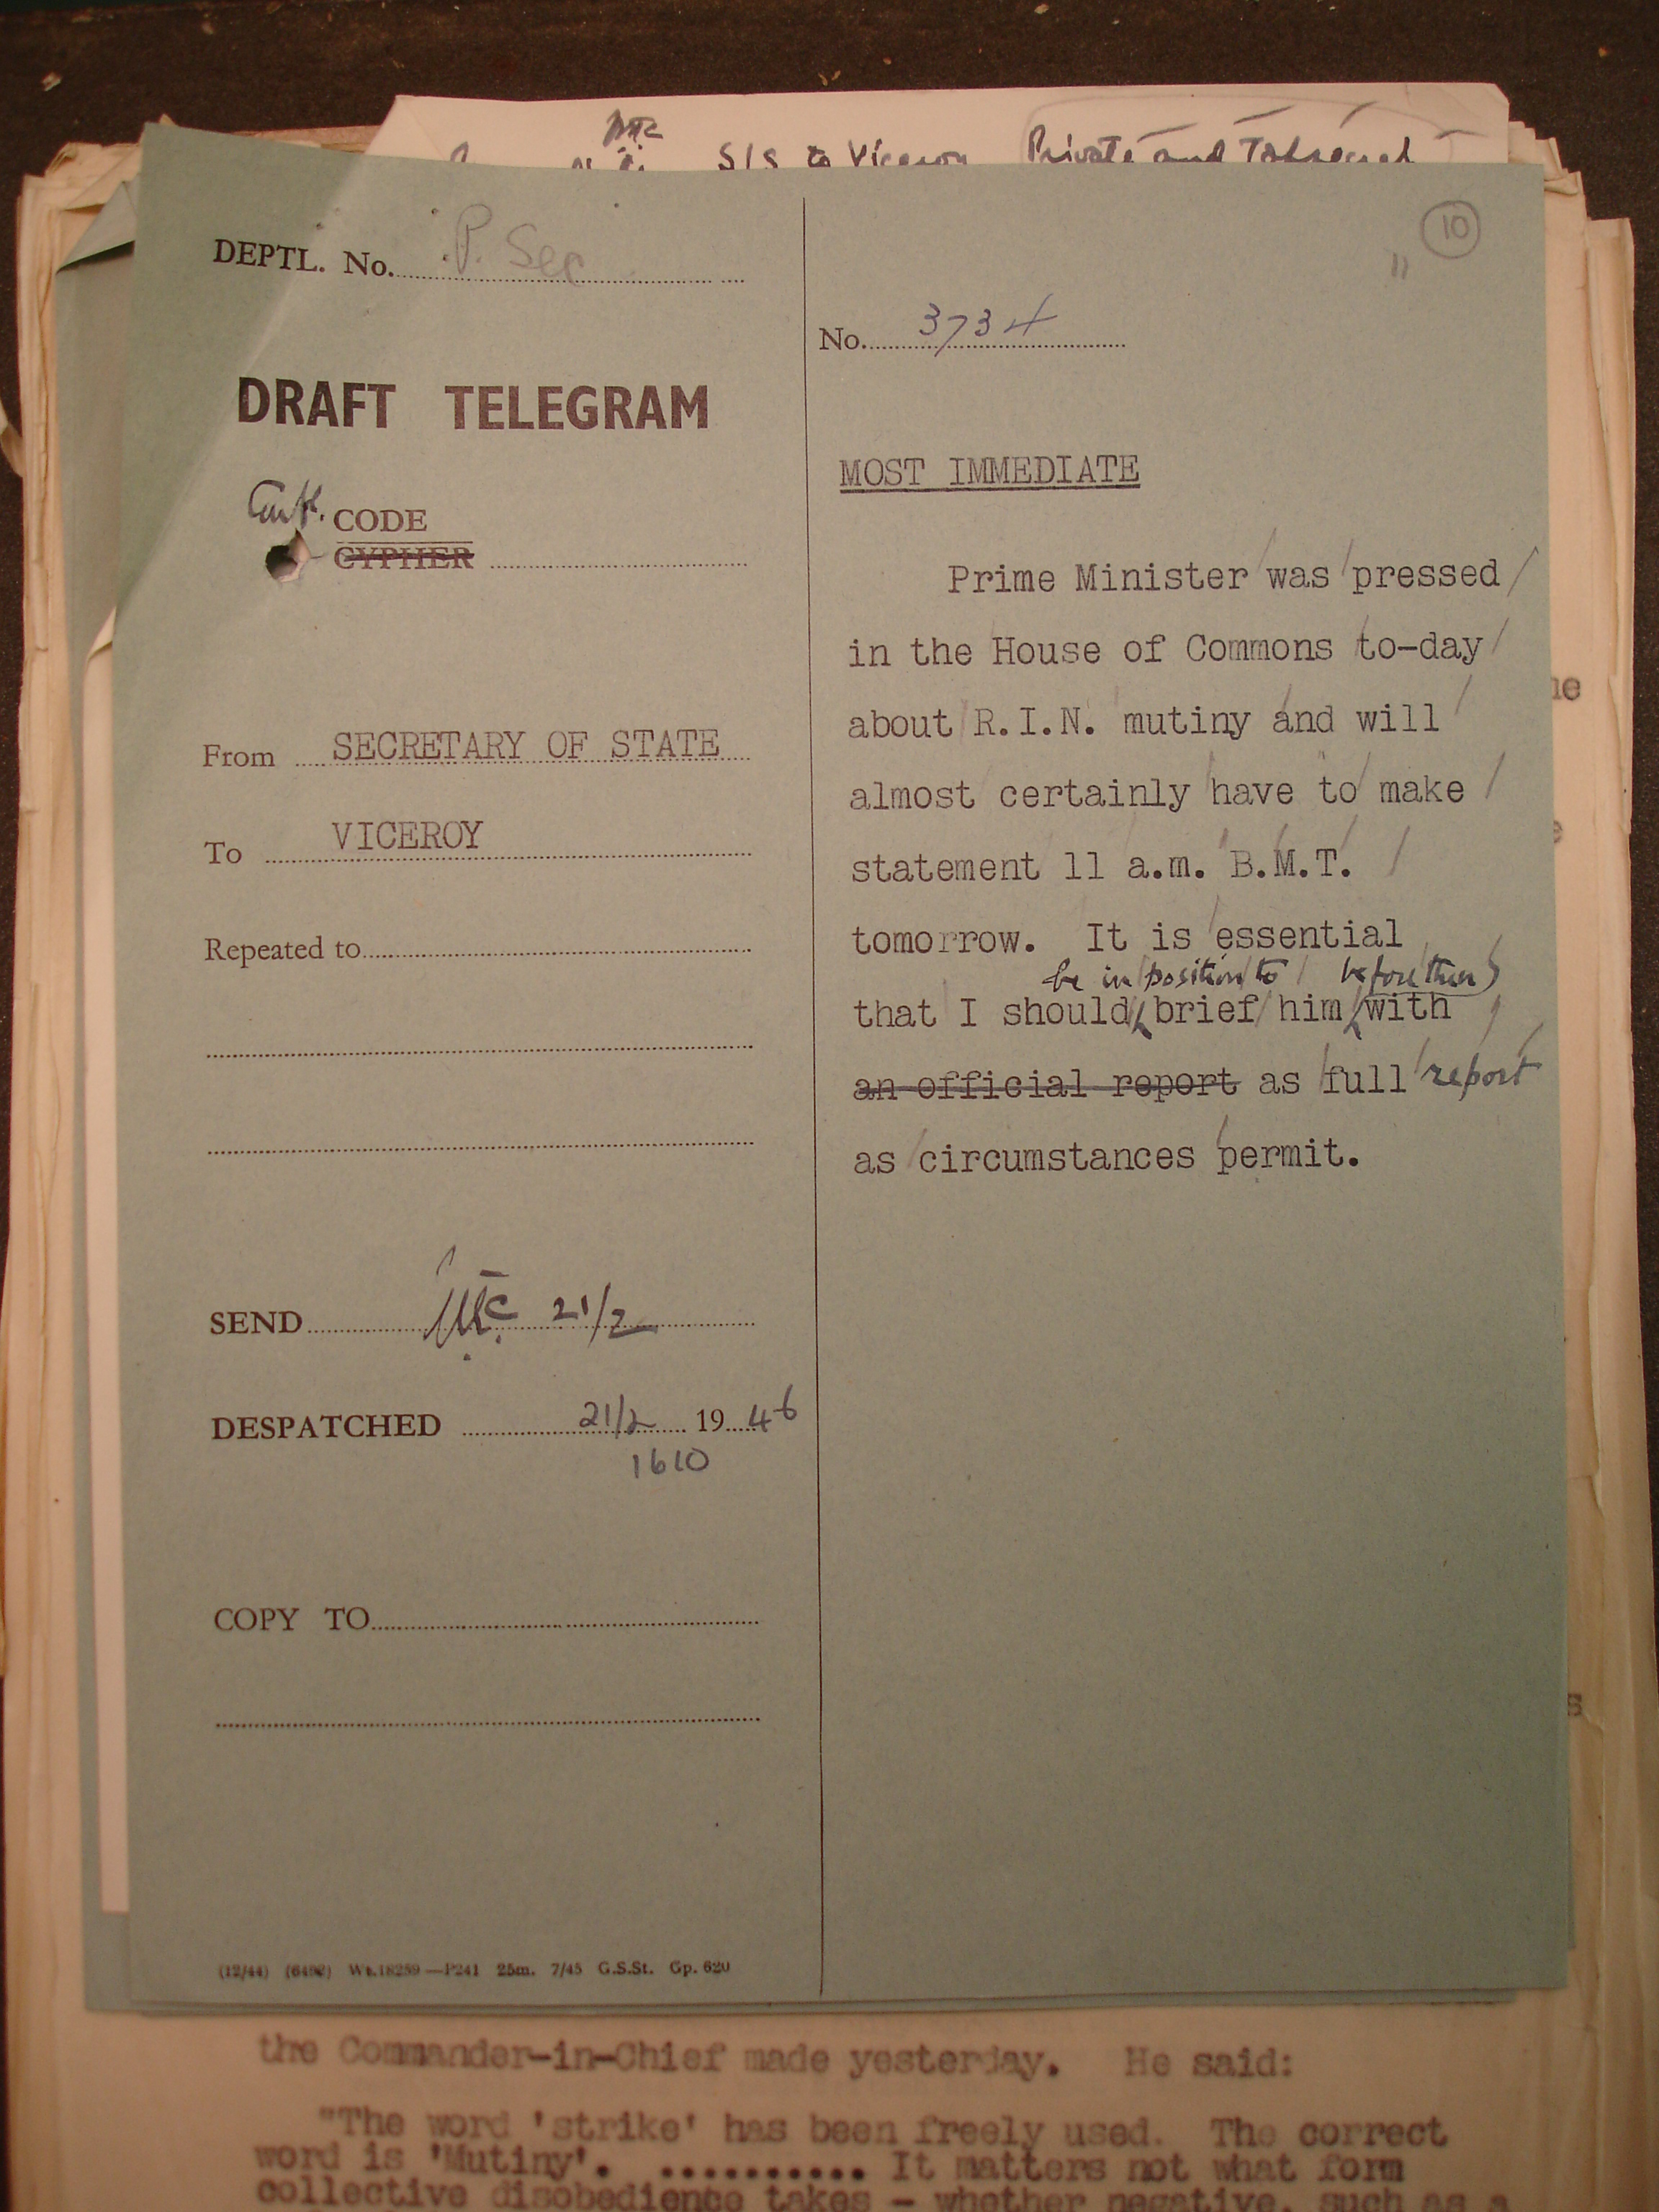 S/S to Viceroy Private and Top secret
DEPTL. No. P. Sec
DRAFT TELEGRAM
CODE
CYPHER
From SECRETARY OF STATE
To VICEROY
Repeated to
SEND 21/2
DESPATCHED 21/2 1946
1610
COPY TO
(12/44) Wt.18259—P241 25m. 7/45 G.S.St. Gp. 620
10
11
No. 3734
MOST IMMEDIATE
Prime Minister was pressed
in the House of Commons to-day
about R.I.N. mutiny and will
almost certainly have to make
statement 11 a.m. B.M.T.
tomorrow. It is essential
be in position to before then
that I should brief him with
an official report as full report
as circumstances permit.
the Commander-in-Chief made yesterday. He said:
"The word 'strike' has been freely used. The correct
word is 'Mutiny'. .......... It matters not what form
collective disobedience takes - whether negative, such as a